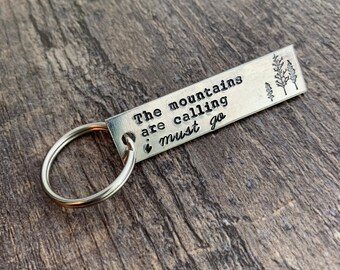 The mountains
are calling
i must go